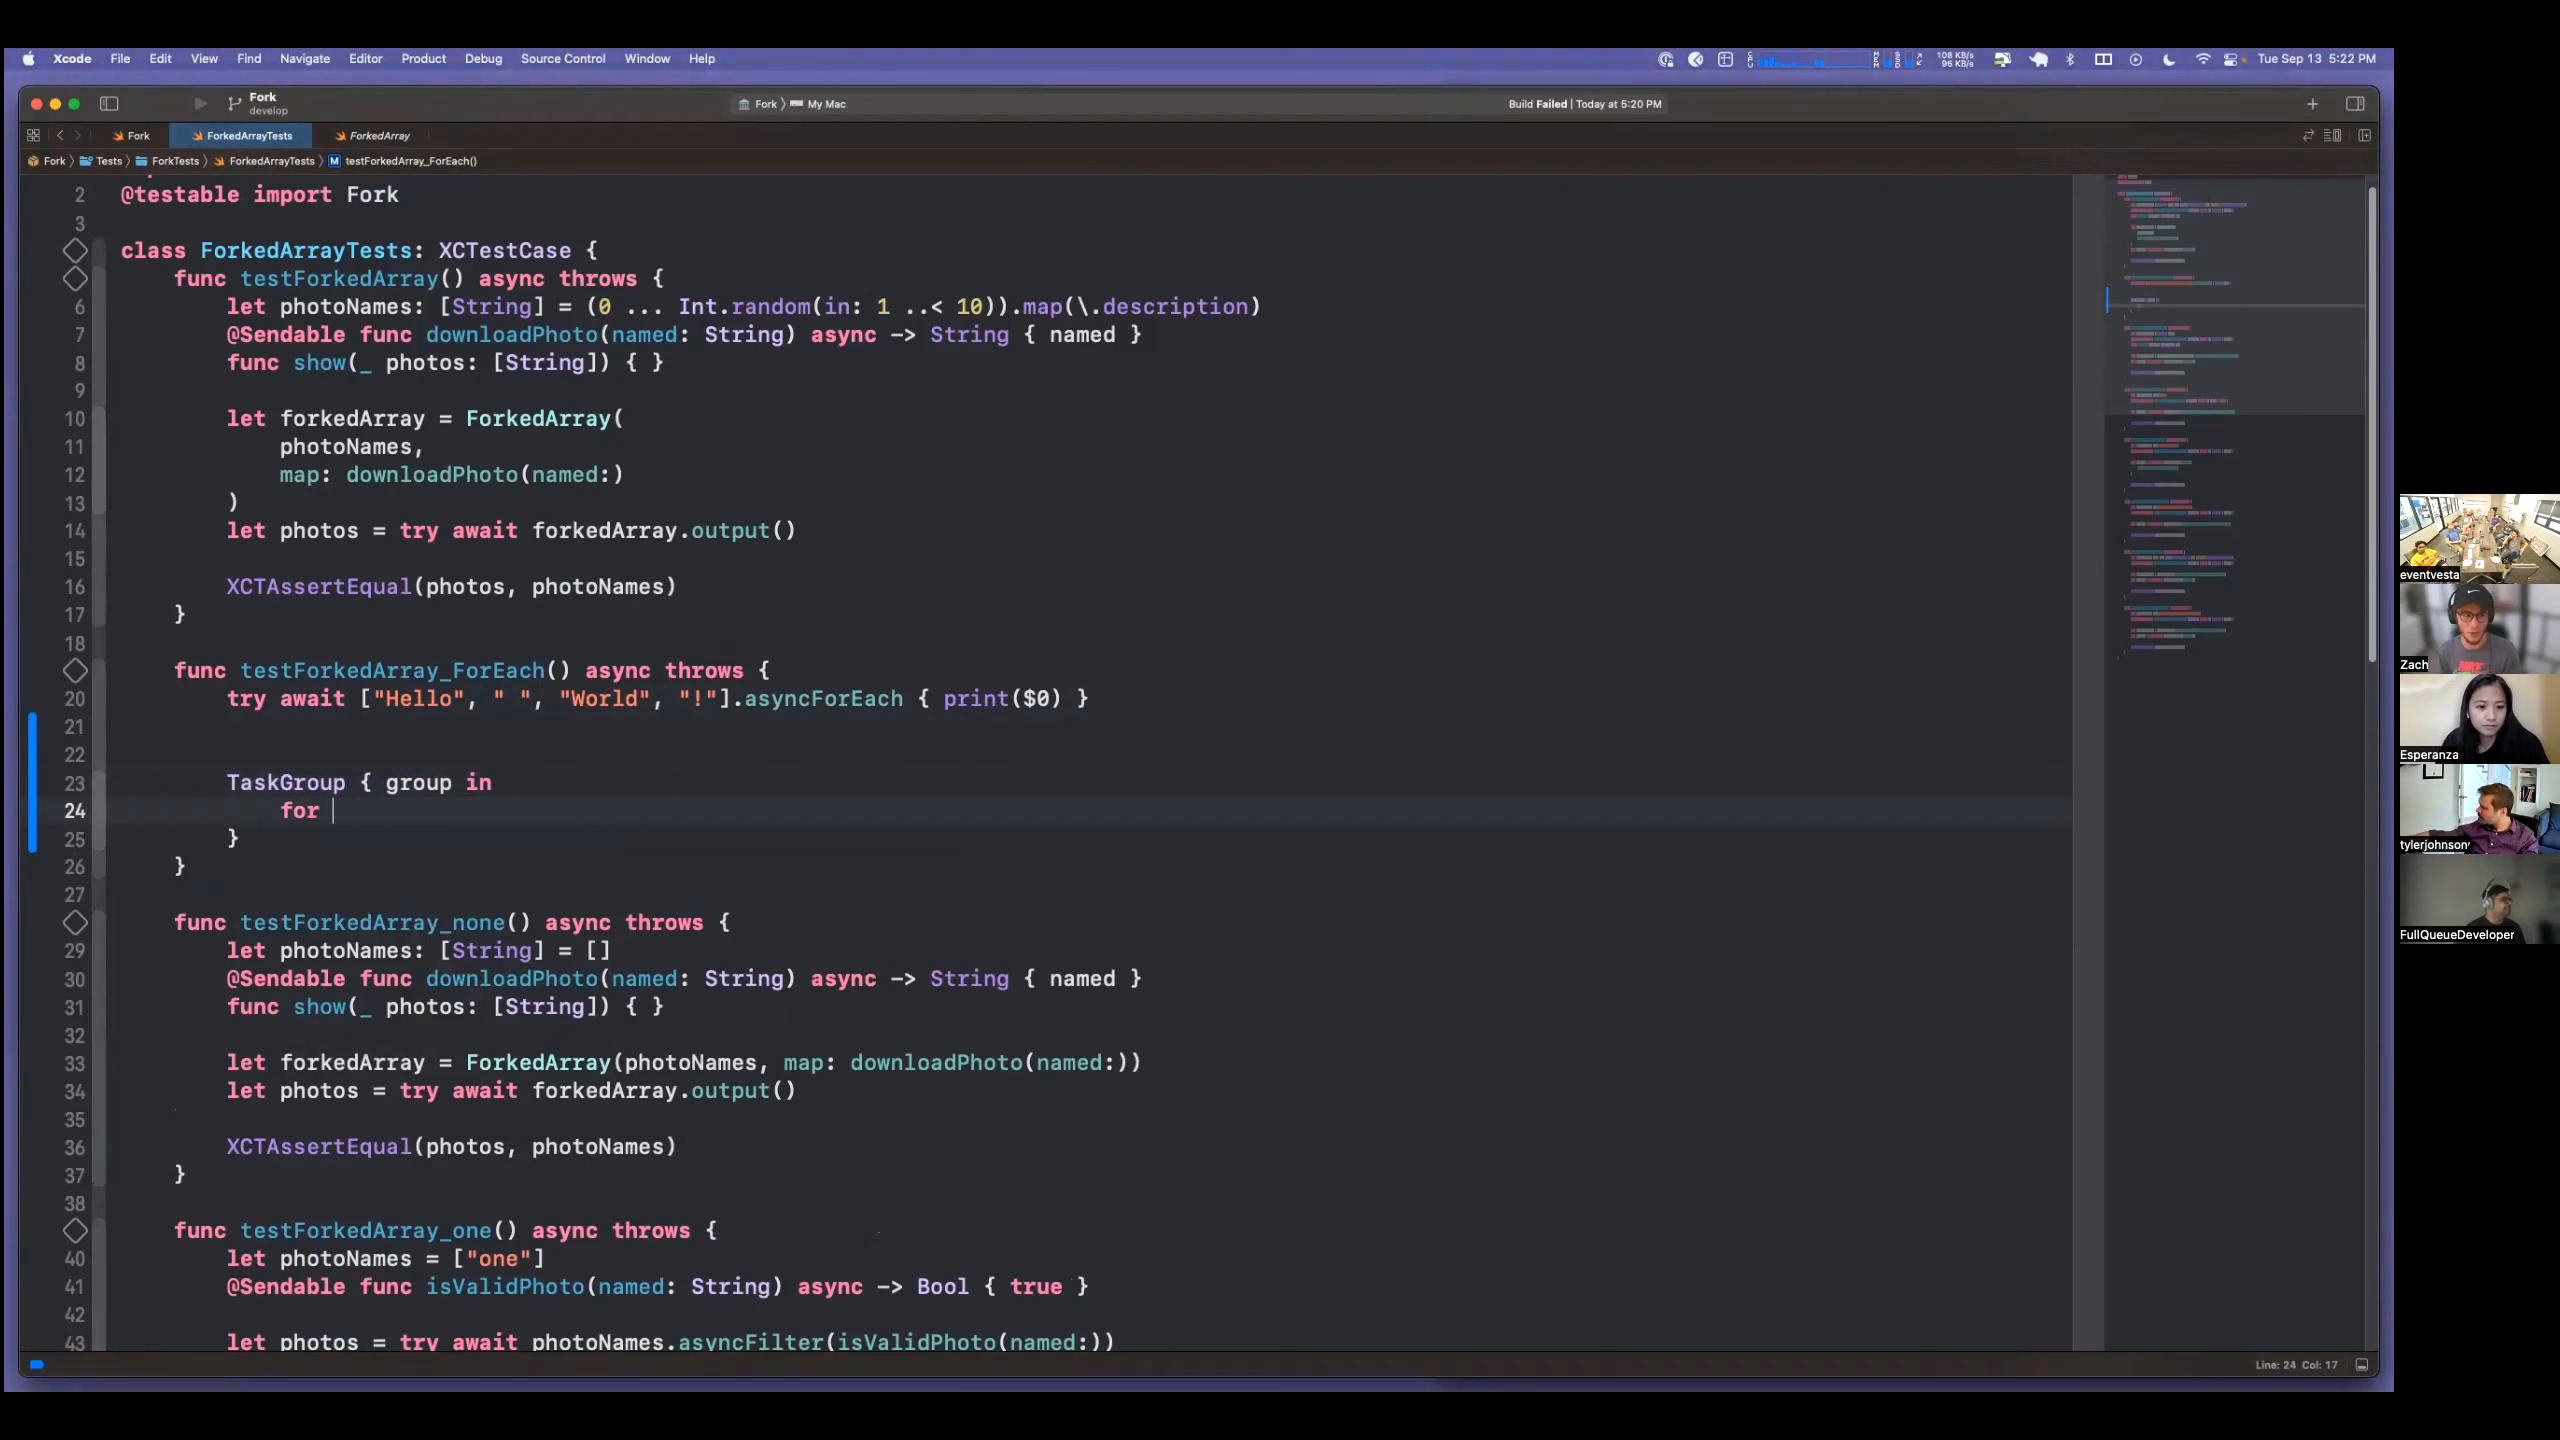 Xcode File Edit View Find Navigate Editor Product Debug Source Control Window Help
108 KB/s
96 KB/s
Tue Sep 13 5:22 PM
Fork
develop
Fork 〉 My Mac
Build Failed | Today at 5:20 PM
Fork
ForkedArrayTests
ForkedArray
Fork 〉 Tests 〉 ForkTests 〉 ForkedArrayTests 〉 M testForkedArray_ForEach()
2 @testable import Fork
3
class ForkedArrayTests: XCTestCase {
func testForkedArray() async throws {
6 let photoNames: [String] = (0 ... Int.random(in: 1 ..< 10)).map(\.description)
7 @Sendable func downloadPhoto(named: String) async -> String { named }
8 func show(_ photos: [String]) { }
9
10 let forkedArray = ForkedArray(
11 photoNames,
12 map: downloadPhoto(named:)
13 )
14 let photos = try await forkedArray.output()
15
16 XCTAssertEqual(photos, photoNames)
17 }
18
func testForkedArray_ForEach() async throws {
20 try await ["Hello", " ", "World", "!"].asyncForEach { print($0) }
21
22
23 TaskGroup { group in
24 for
25 }
26 }
27
func testForkedArray_none() async throws {
29 let photoNames: [String] = []
30 @Sendable func downloadPhoto(named: String) async -> String { named }
31 func show(_ photos: [String]) { }
32
33 let forkedArray = ForkedArray(photoNames, map: downloadPhoto(named:))
34 let photos = try await forkedArray.output()
35
36 XCTAssertEqual(photos, photoNames)
37 }
38
func testForkedArray_one() async throws {
40 let photoNames = ["one"]
41 @Sendable func isValidPhoto(named: String) async -> Bool { true }
42
43 let photos = try await photoNames.asyncFilter(isValidPhoto(named:))
Line: 24 Col: 17
eventvesta
Zach
Esperanza
tylerjohnson
FullQueueDeveloper